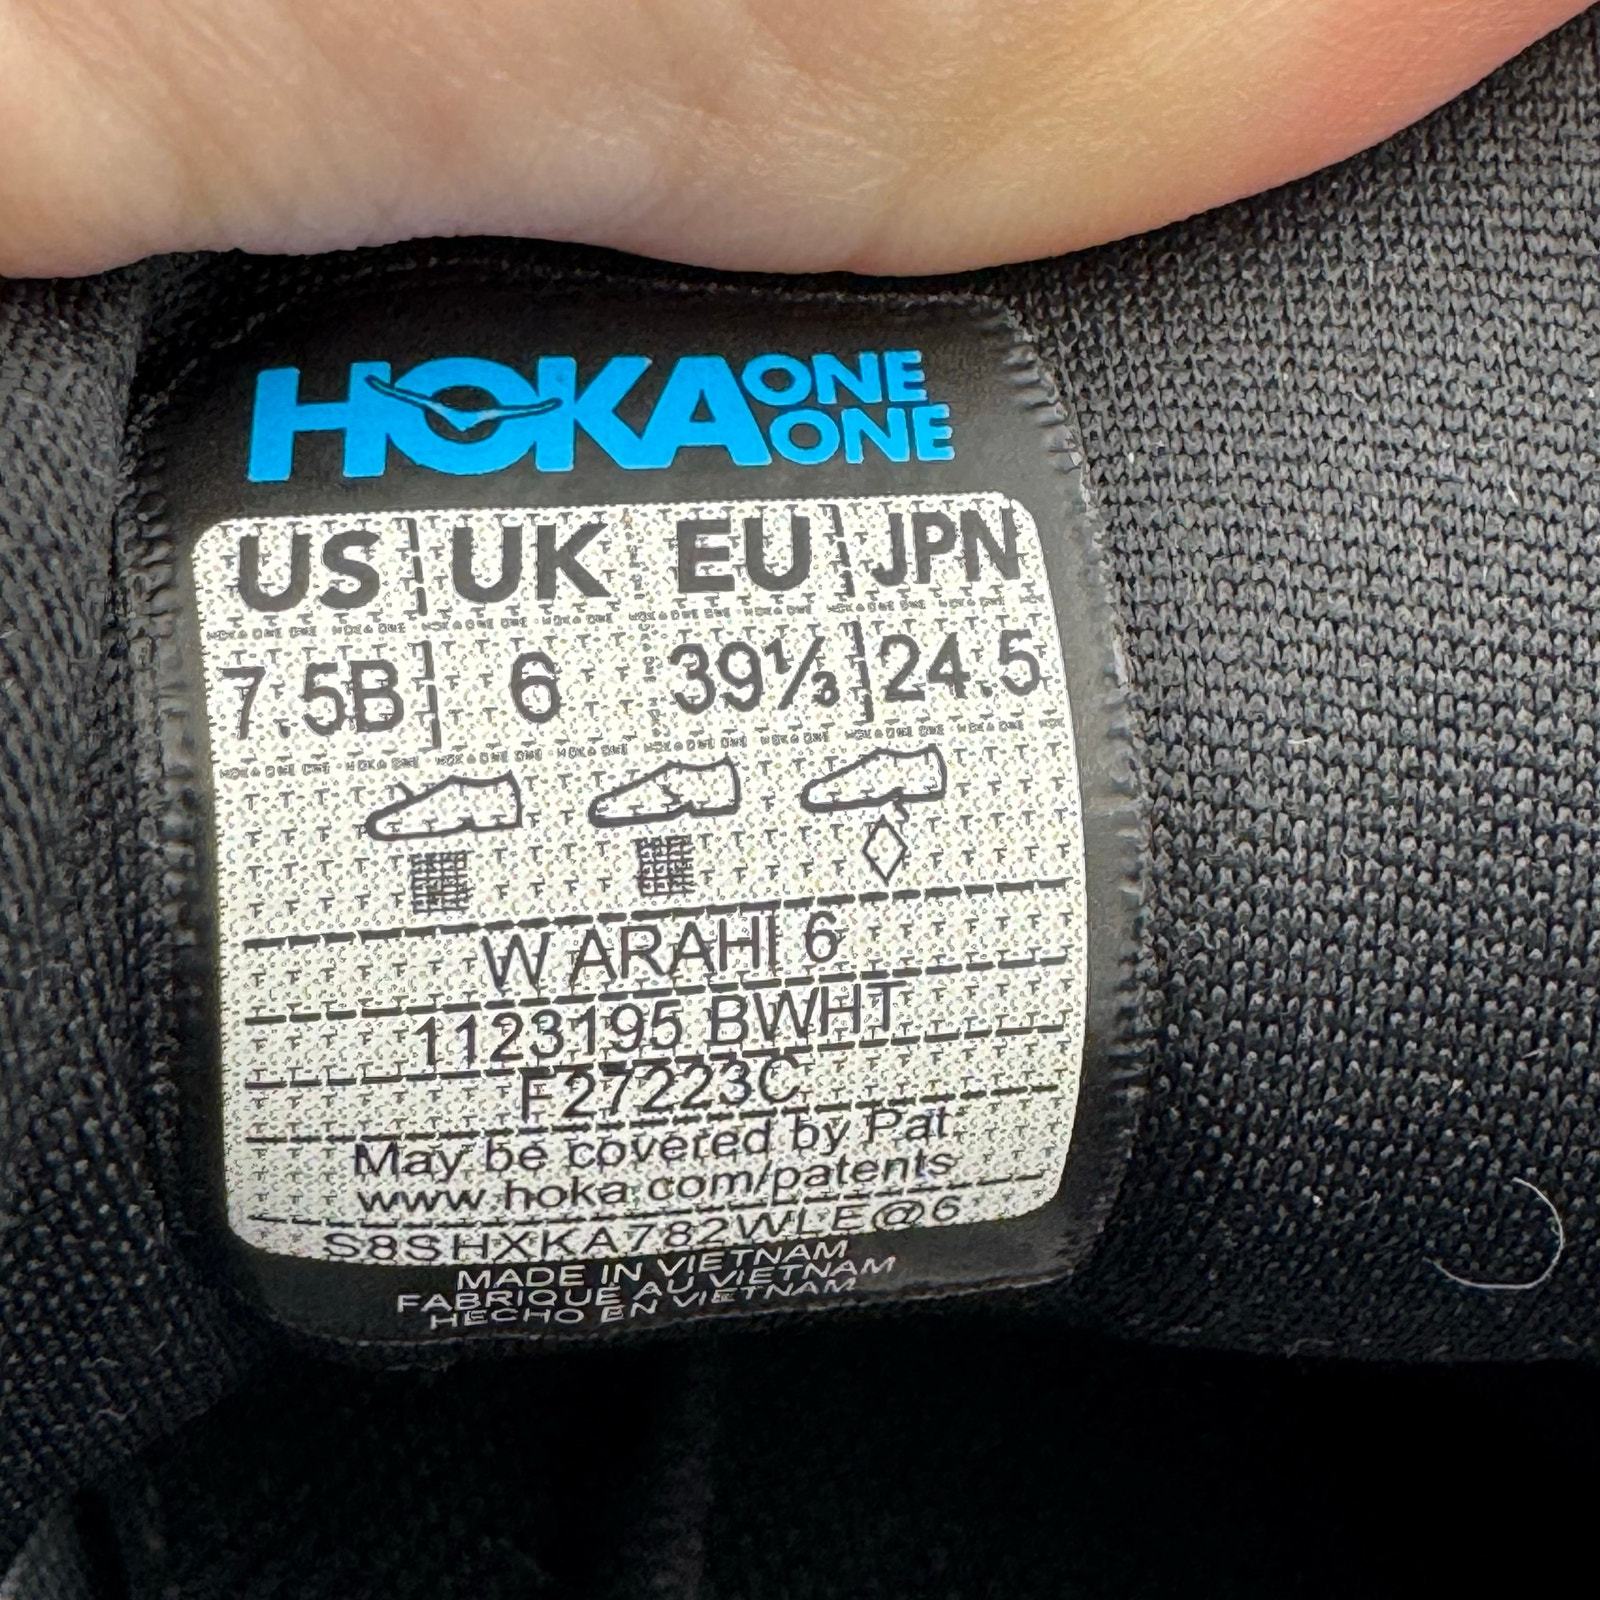 HOKA ONE ONE
US UK EU JPN
7.5B 6 39⅓ 24.5
W ARAHI 6
1123195 BWHT
F27223C
May be covered by Pat.
www.hoka.com/patents
S8SHXKA782WLE@6
MADE IN VIETNAM
FABRIQUE AU VIETNAM
HECHO EN VIETNAM